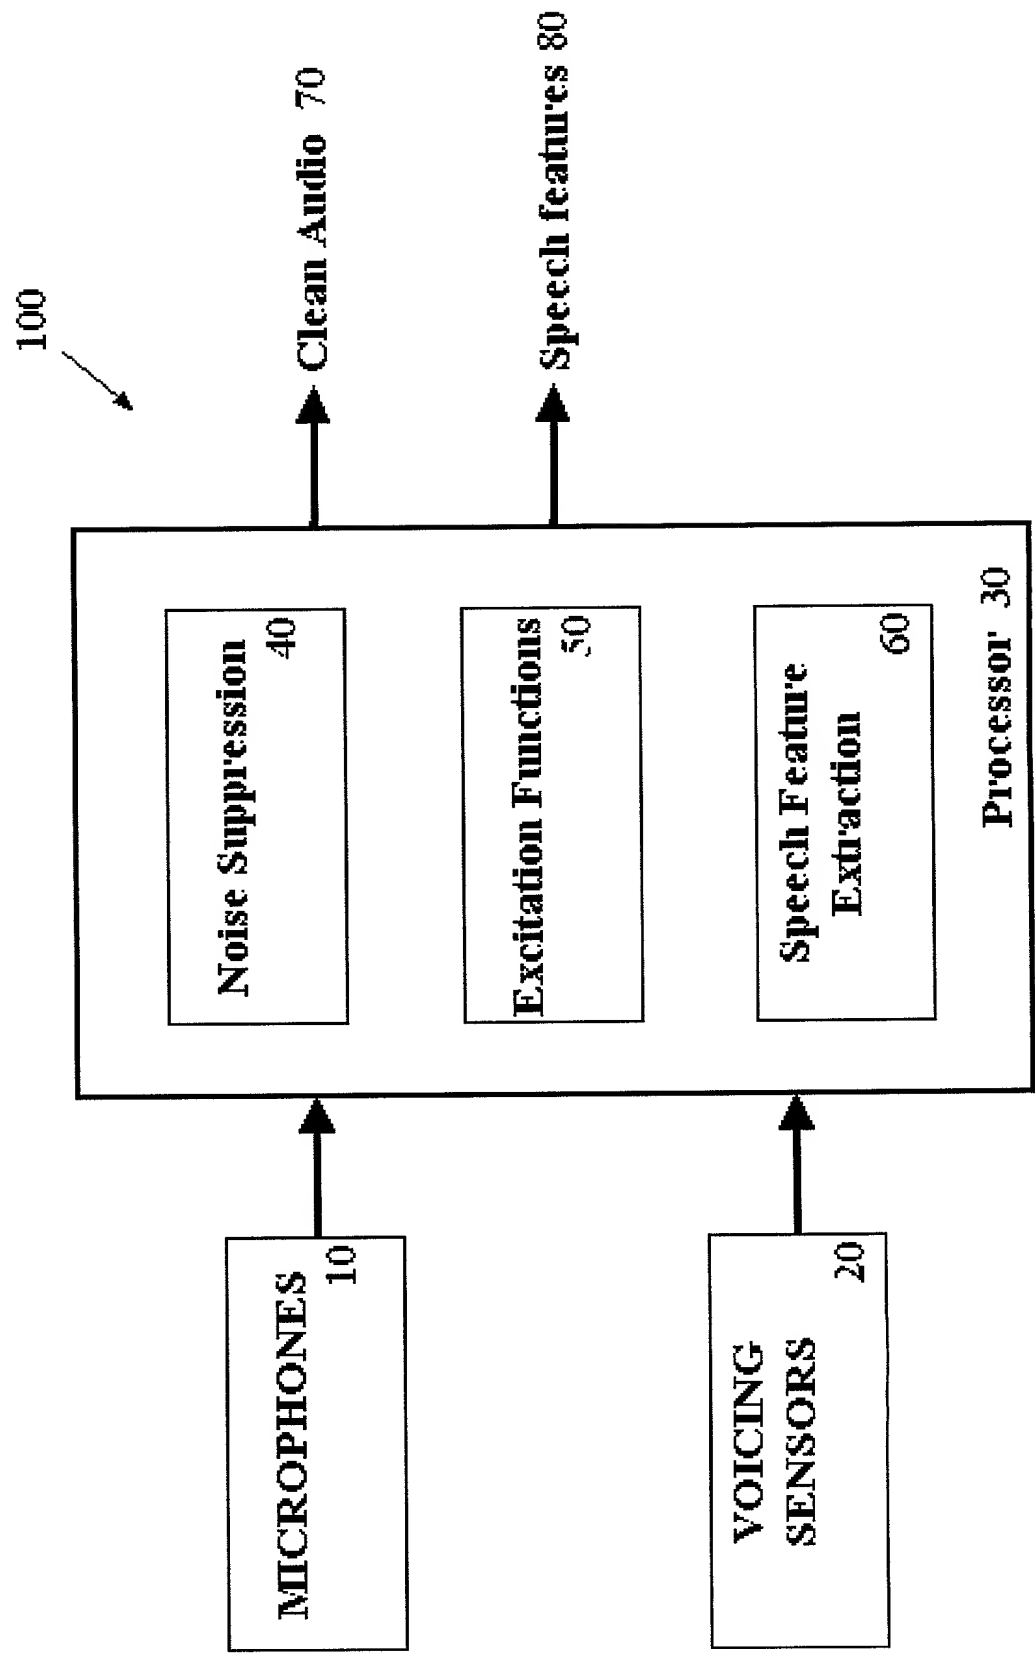 100
MICROPHONES
10
VOICING
SENSORS
20
Noise Suppression
40
Excitation Functions
50
Speech Feature
Extraction
60
Processor 30
Clean Audio 70
Speech features 80